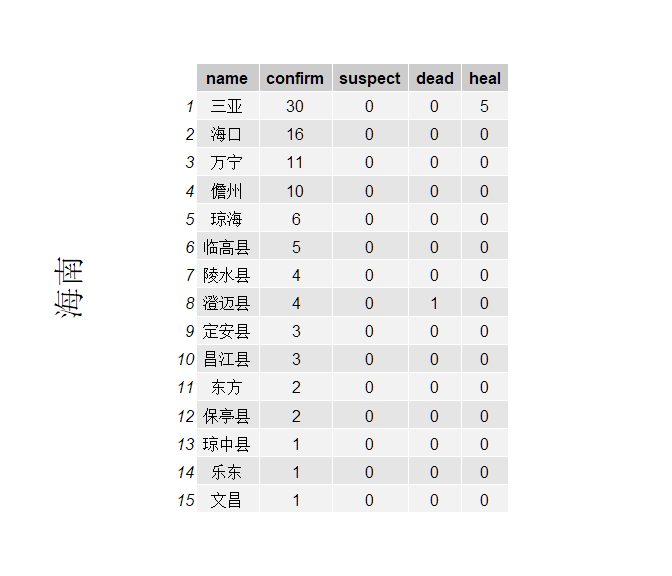 海南
name confirm suspect dead heal
1 三亚 30 0 0 5
2 海口 16 0 0 0
3 万宁 11 0 0 0
4 儋州 10 0 0 0
5 琼海 6 0 0 0
6 临高县 5 0 0 0
7 陵水县 4 0 0 0
8 澄迈县 4 0 1 0
9 定安县 3 0 0 0
10 昌江县 3 0 0 0
11 东方 2 0 0 0
12 保亭县 2 0 0 0
13 琼中县 1 0 0 0
14 乐东 1 0 0 0
15 文昌 1 0 0 0